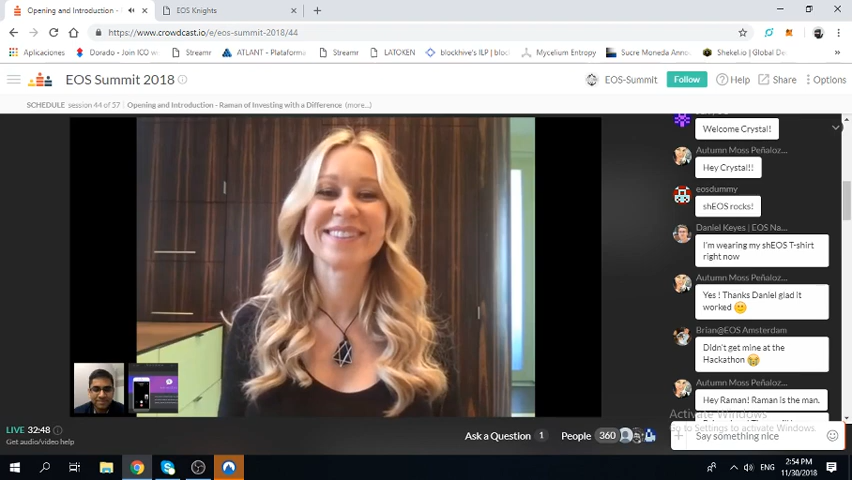 Opening and Introduction
EOS Knights
https://www.crowdcast.io/e/eos-summit-2018/44
Aplicaciones
Dorado - Join ICO w
Streamr
ATLANT - Plataforma
Streamr
LATOKEN
blockhive's ILP | bloc
Mycelium Entropy
Sucre Moneda Ano
Shekel.io | Global De
EOS Summit 2018
EOS-Summit
Follow
Help
Share
Options
SCHEDULE session 44 of 57 Opening and Introduction - Raman of Investing with a Difference (more...)
Welcome Crystal!
Autumn Moss Peñaloz...
Hey Crystal!!
eosdummy
shEOS rocks!
Daniel Keyes | EOS Na...
I'm wearing my shEOS T-shirt
right now
Autumn Moss Peñaloz...
Yes ! Thanks Daniel glad it
worked
Brian@EOS Amsterdam
Didn't get mine at the
Hackathon
Autumn Moss Peñaloz...
Hey Raman! Raman is the man.
Activate Windows
Go to Settings to activate Windows.
LIVE 32:48
Get audio/video help
Ask a Question 1
People 360
Say something nice
ENG
2:54 PM
11/30/2018